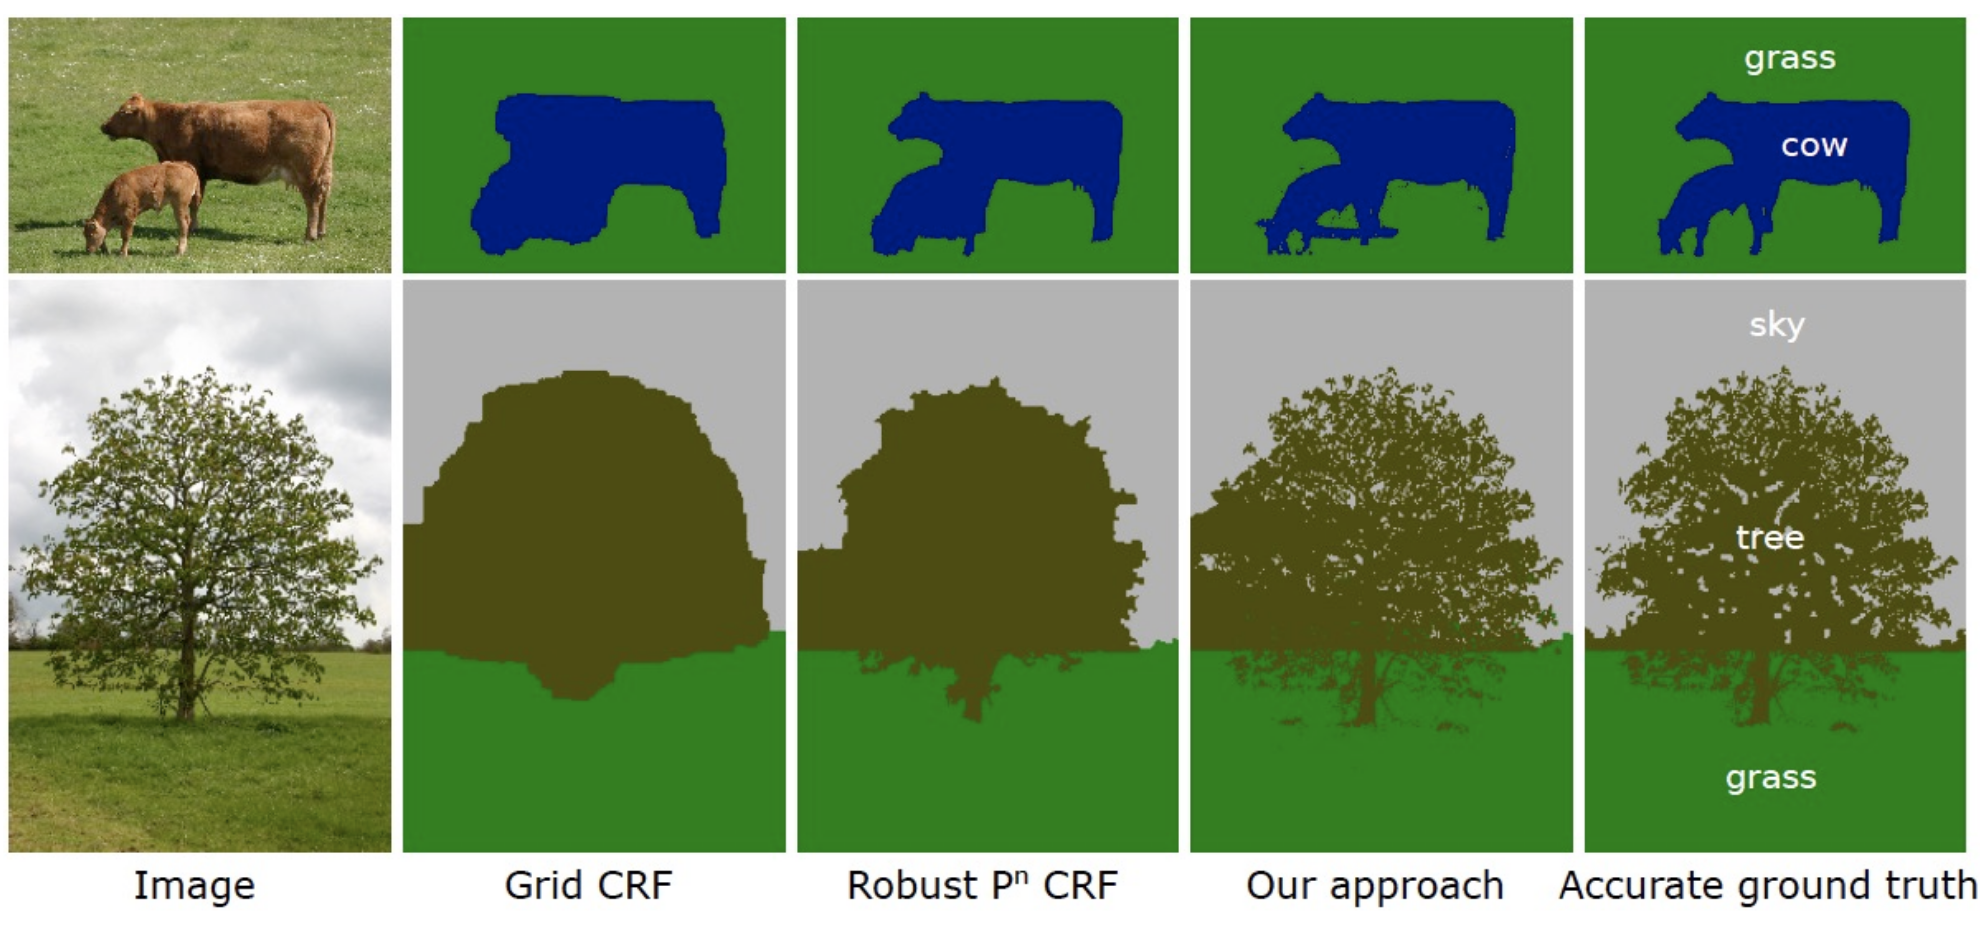 grass
cow
sky
tree
grass
Image
Grid CRF
Robust Pⁿ CRF
Our approach
Accurate ground truth